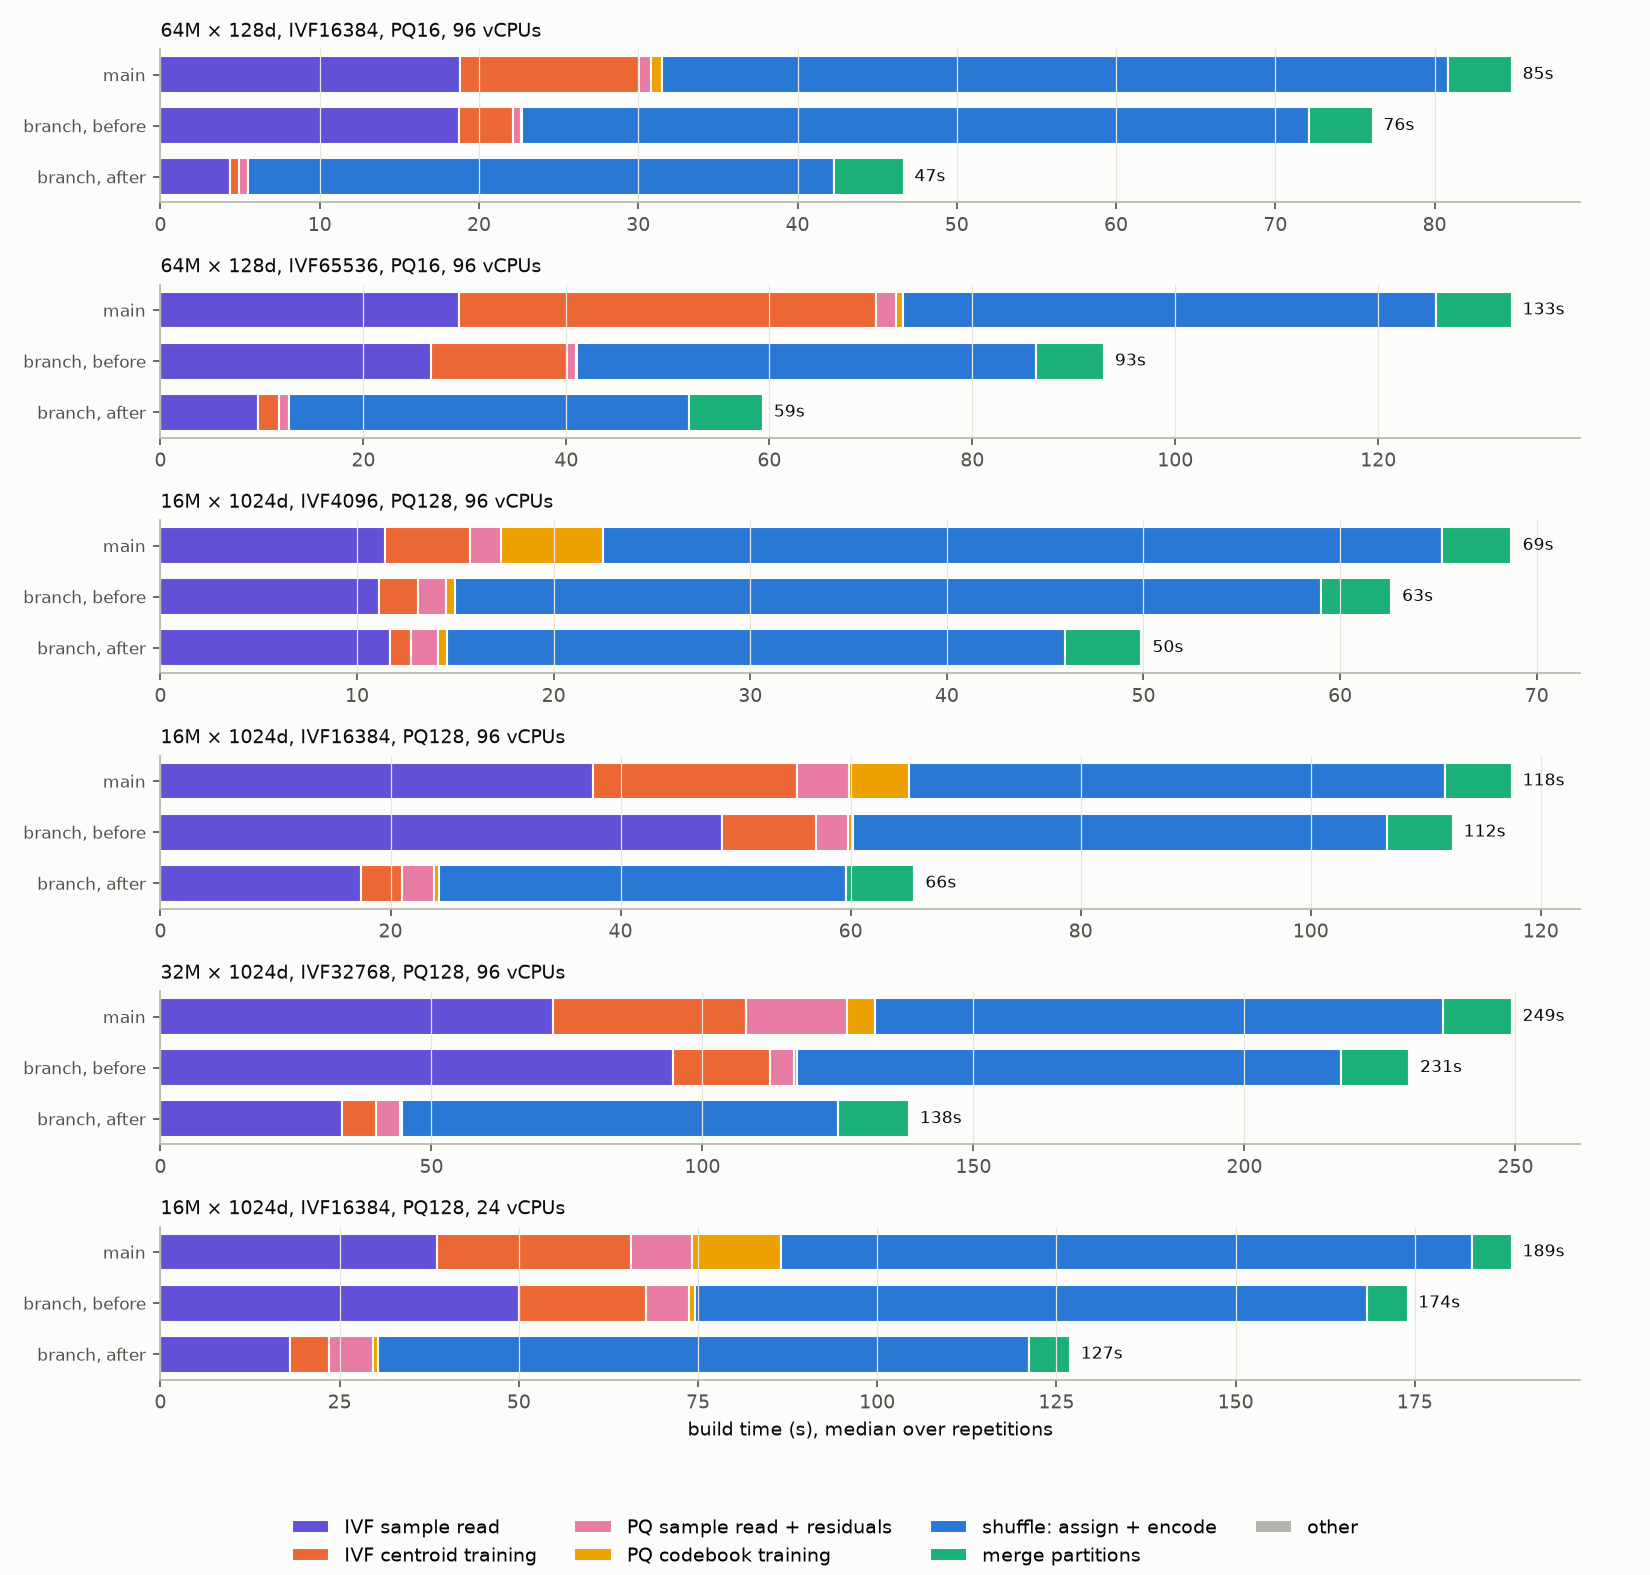 64M × 128d, IVF16384, PQ16, 96 vCPUs
main 85s
branch, before 76s
branch, after 47s
0 10 20 30 40 50 60 70 80
64M × 128d, IVF65536, PQ16, 96 vCPUs
main 133s
branch, before 93s
branch, after 59s
0 20 40 60 80 100 120
16M × 1024d, IVF4096, PQ128, 96 vCPUs
main 69s
branch, before 63s
branch, after 50s
0 10 20 30 40 50 60 70
16M × 1024d, IVF16384, PQ128, 96 vCPUs
main 118s
branch, before 112s
branch, after 66s
0 20 40 60 80 100 120
32M × 1024d, IVF32768, PQ128, 96 vCPUs
main 249s
branch, before 231s
branch, after 138s
0 50 100 150 200 250
16M × 1024d, IVF16384, PQ128, 24 vCPUs
main 189s
branch, before 174s
branch, after 127s
0 25 50 75 100 125 150 175
build time (s), median over repetitions
IVF sample read PQ sample read + residuals shuffle: assign + encode other
IVF centroid training PQ codebook training merge partitions